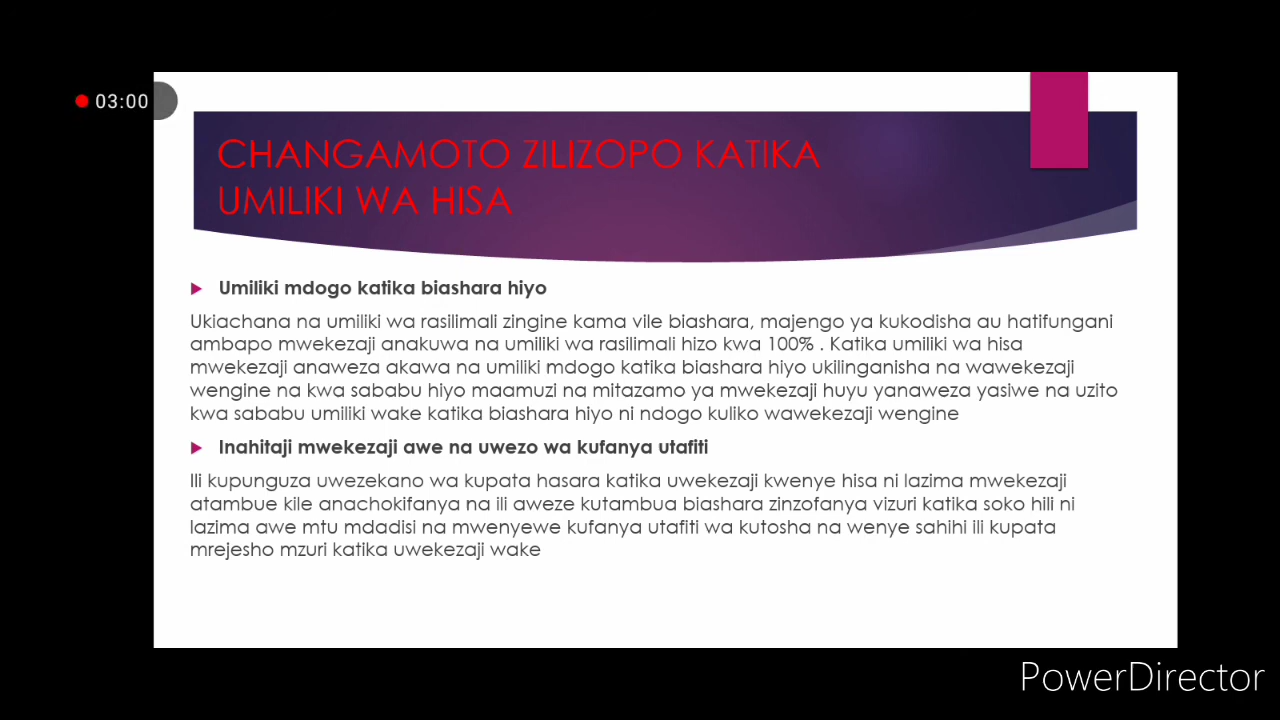 03:00
CHANGAMOTO ZILIZOPO KATIKA
UMILIKI WA HISA
Umiliki mdogo katika biashara hiyo
Ukiachana na umiliki wa rasilimali zingine kama vile biashara, majengo ya kukodisha au hatifungani
ambapo mwekezaji anakuwa na umiliki wa rasilimali hizo kwa 100% . Katika umiliki wa hisa
mwekezaji anaweza akawa na umiliki mdogo katika biashara hiyo ukilinganisha na wawekezaji
wengine na kwa sababu hiyo maamuzi na mitazamo ya mwekezaji huyu yanaweza yasiwe na uzito
kwa sababu umiliki wake katika biashara hiyo ni ndogo kuliko wawekezaji wengine
Inahitaji mwekezaji awe na uwezo wa kufanya utafiti
Ili kupunguza uwezekano wa kupata hasara katika uwekezaji kwenye hisa ni lazima mwekezaji
atambue kile anachokifanya na ili aweze kutambua biashara zinzofanya vizuri katika soko hili ni
lazima awe mtu mdadisi na mwenyewe kufanya utafiti wa kutosha na wenye sahihi ili kupata
mrejesho mzuri katika uwekezaji wake
PowerDirector